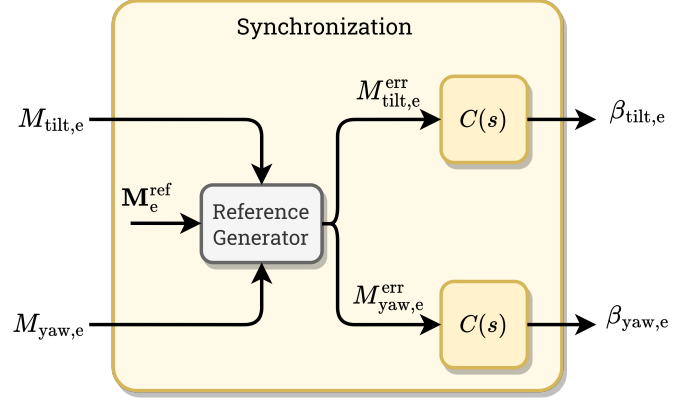 Synchronization
M_tilt,e
M^err_tilt,e
C(s)
β_tilt,e
M^ref_e
Reference
Generator
M_yaw,e
M^err_yaw,e
C(s)
β_yaw,e